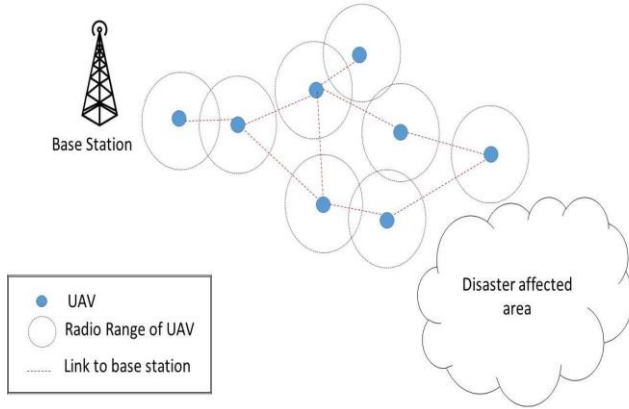 Base Station
Disaster affected
area
UAV
Radio Range of UAV
Link to base station